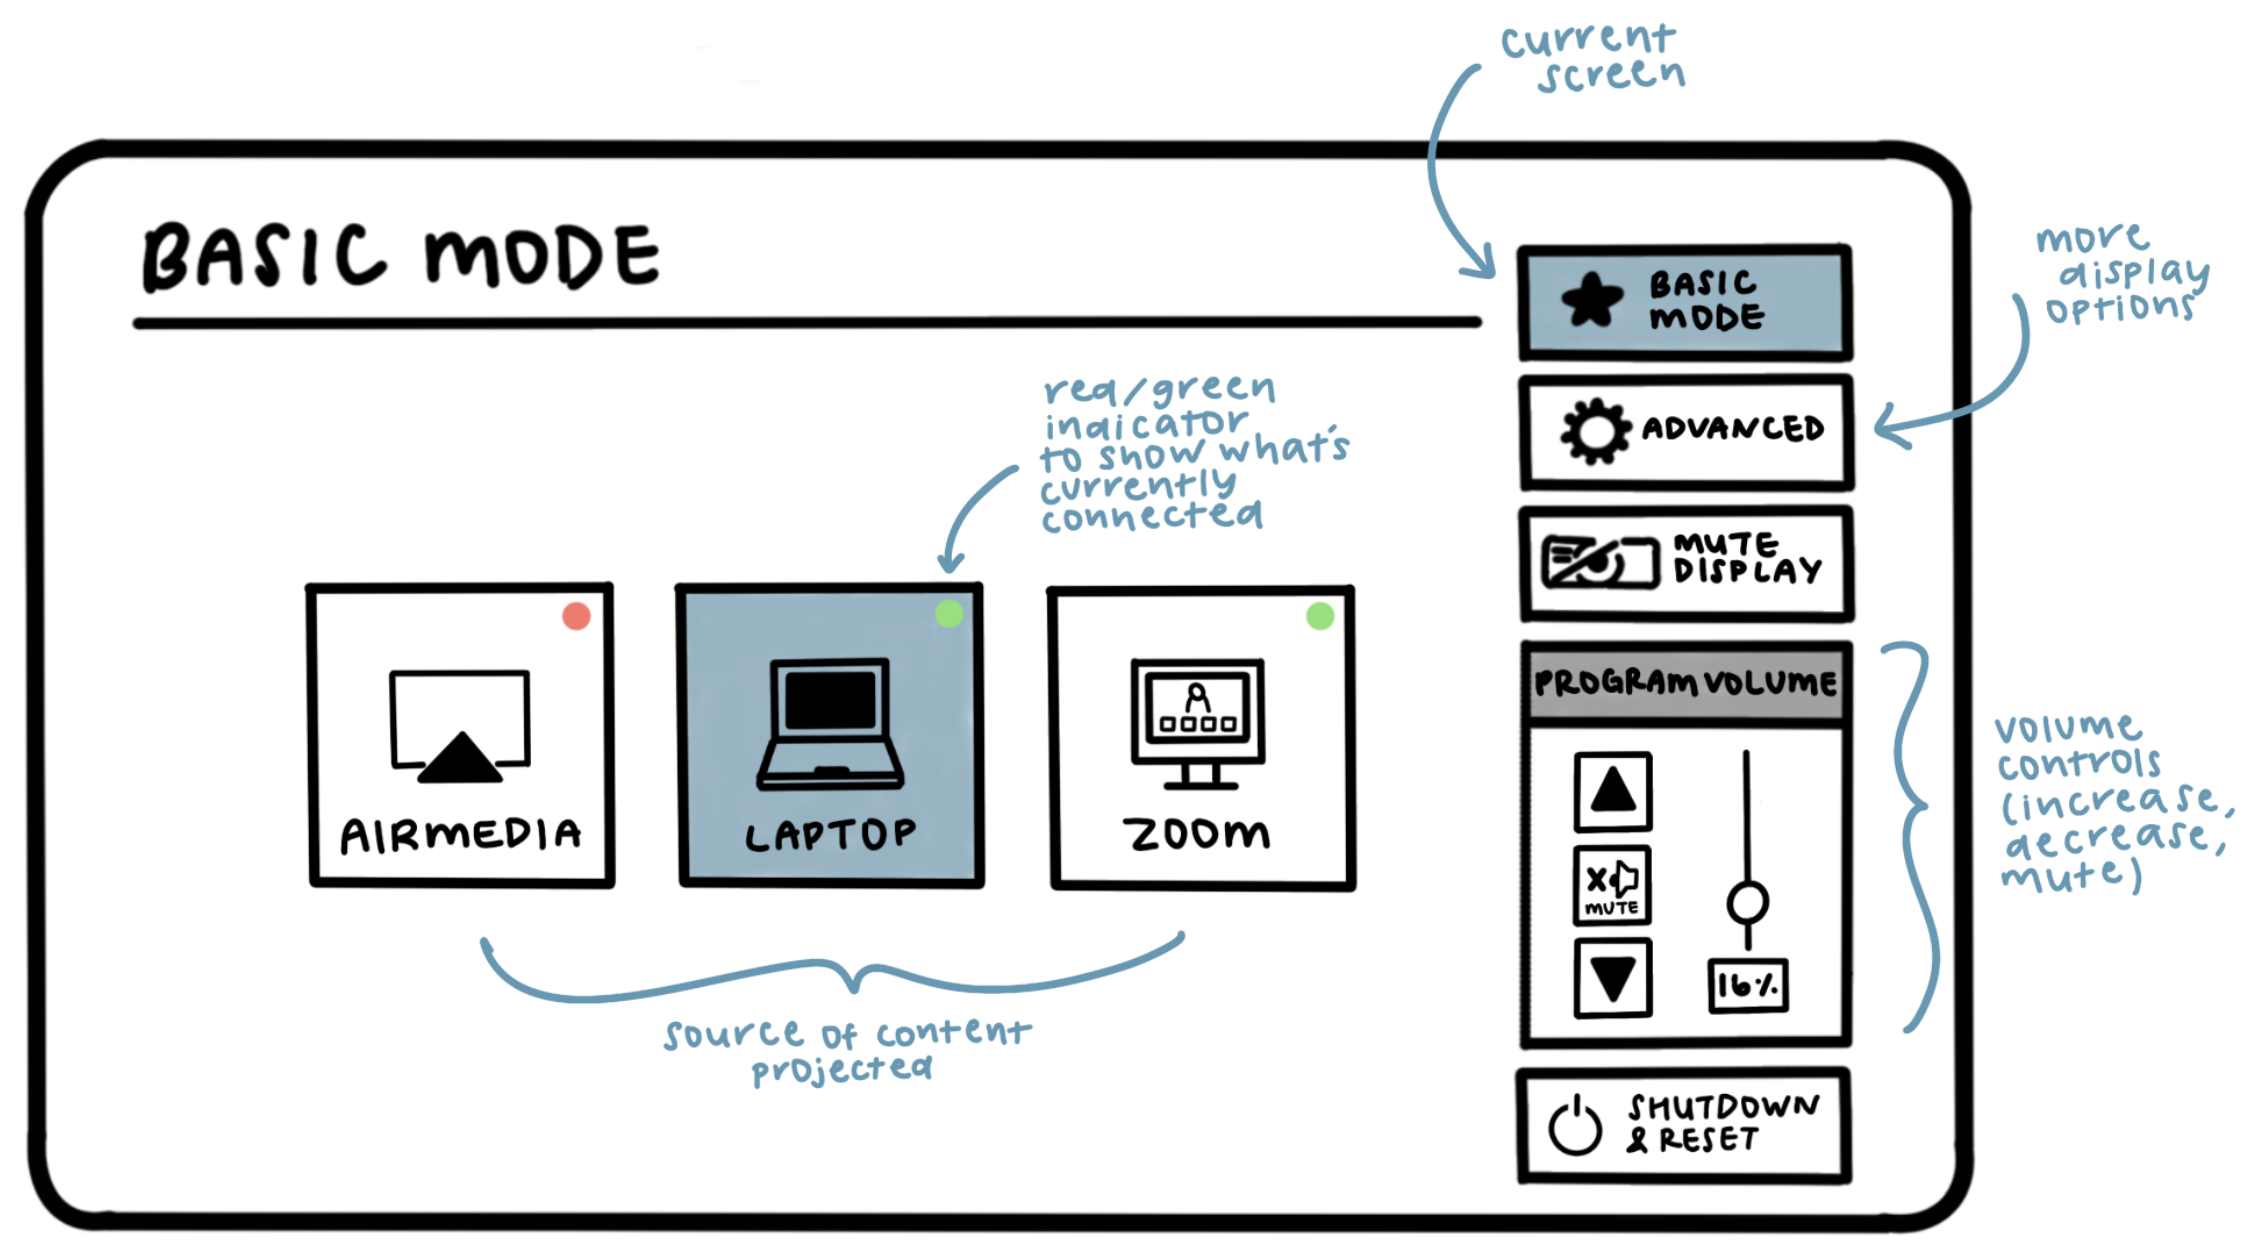 current
screen
BASIC MODE
BASIC
MODE
more
display
options
ADVANCED
red/green
indicator
to show what's
currently
connected
MUTE
DISPLAY
AIRMEDIA
LAPTOP
ZOOM
PROGRAM VOLUME
MUTE
16%
volume
controls
(increase,
decrease,
mute)
source of content
projected
SHUTDOWN
& RESET